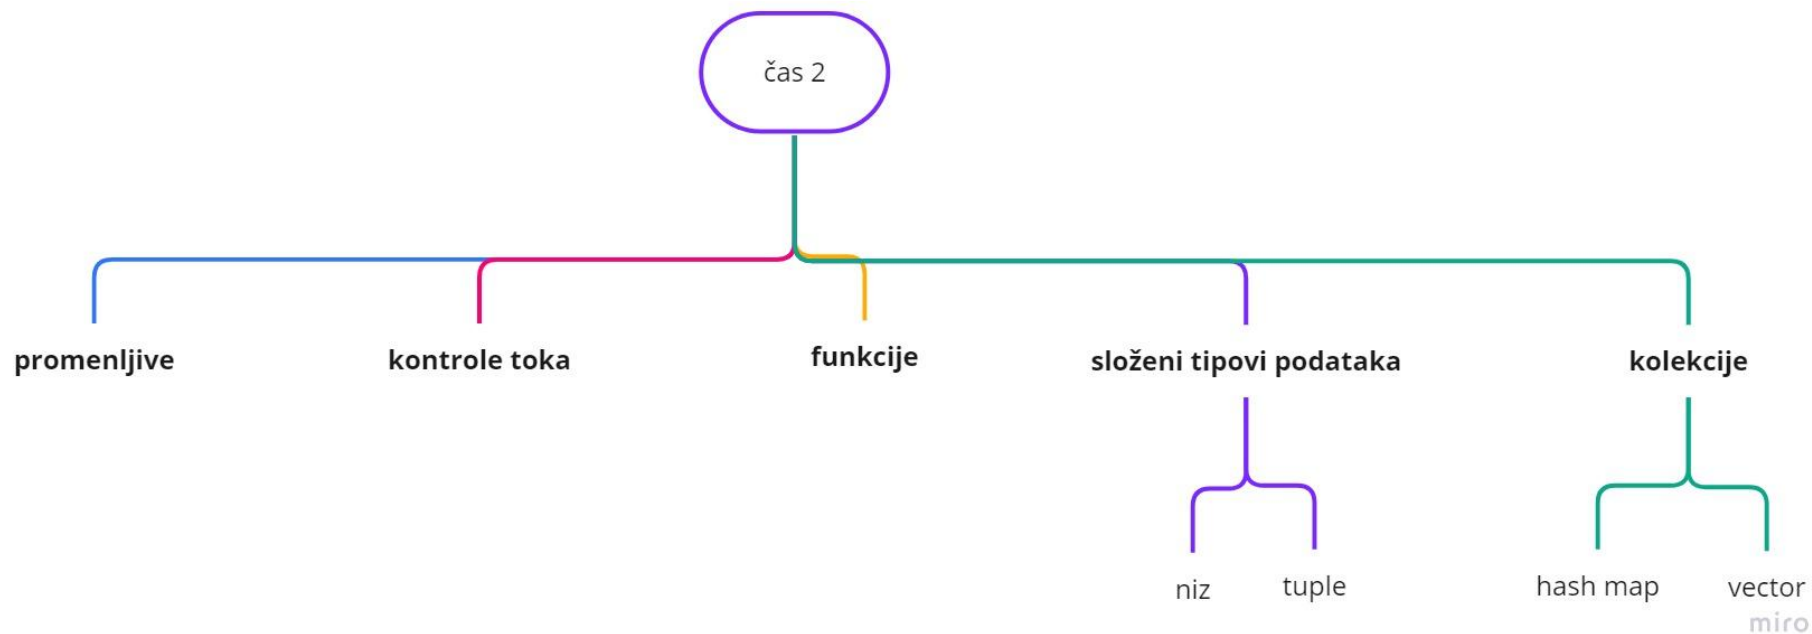 čas 2
promenljive
kontrole toka
funkcije
složeni tipovi podataka
kolekcije
niz
tuple
hash map
vector
miro